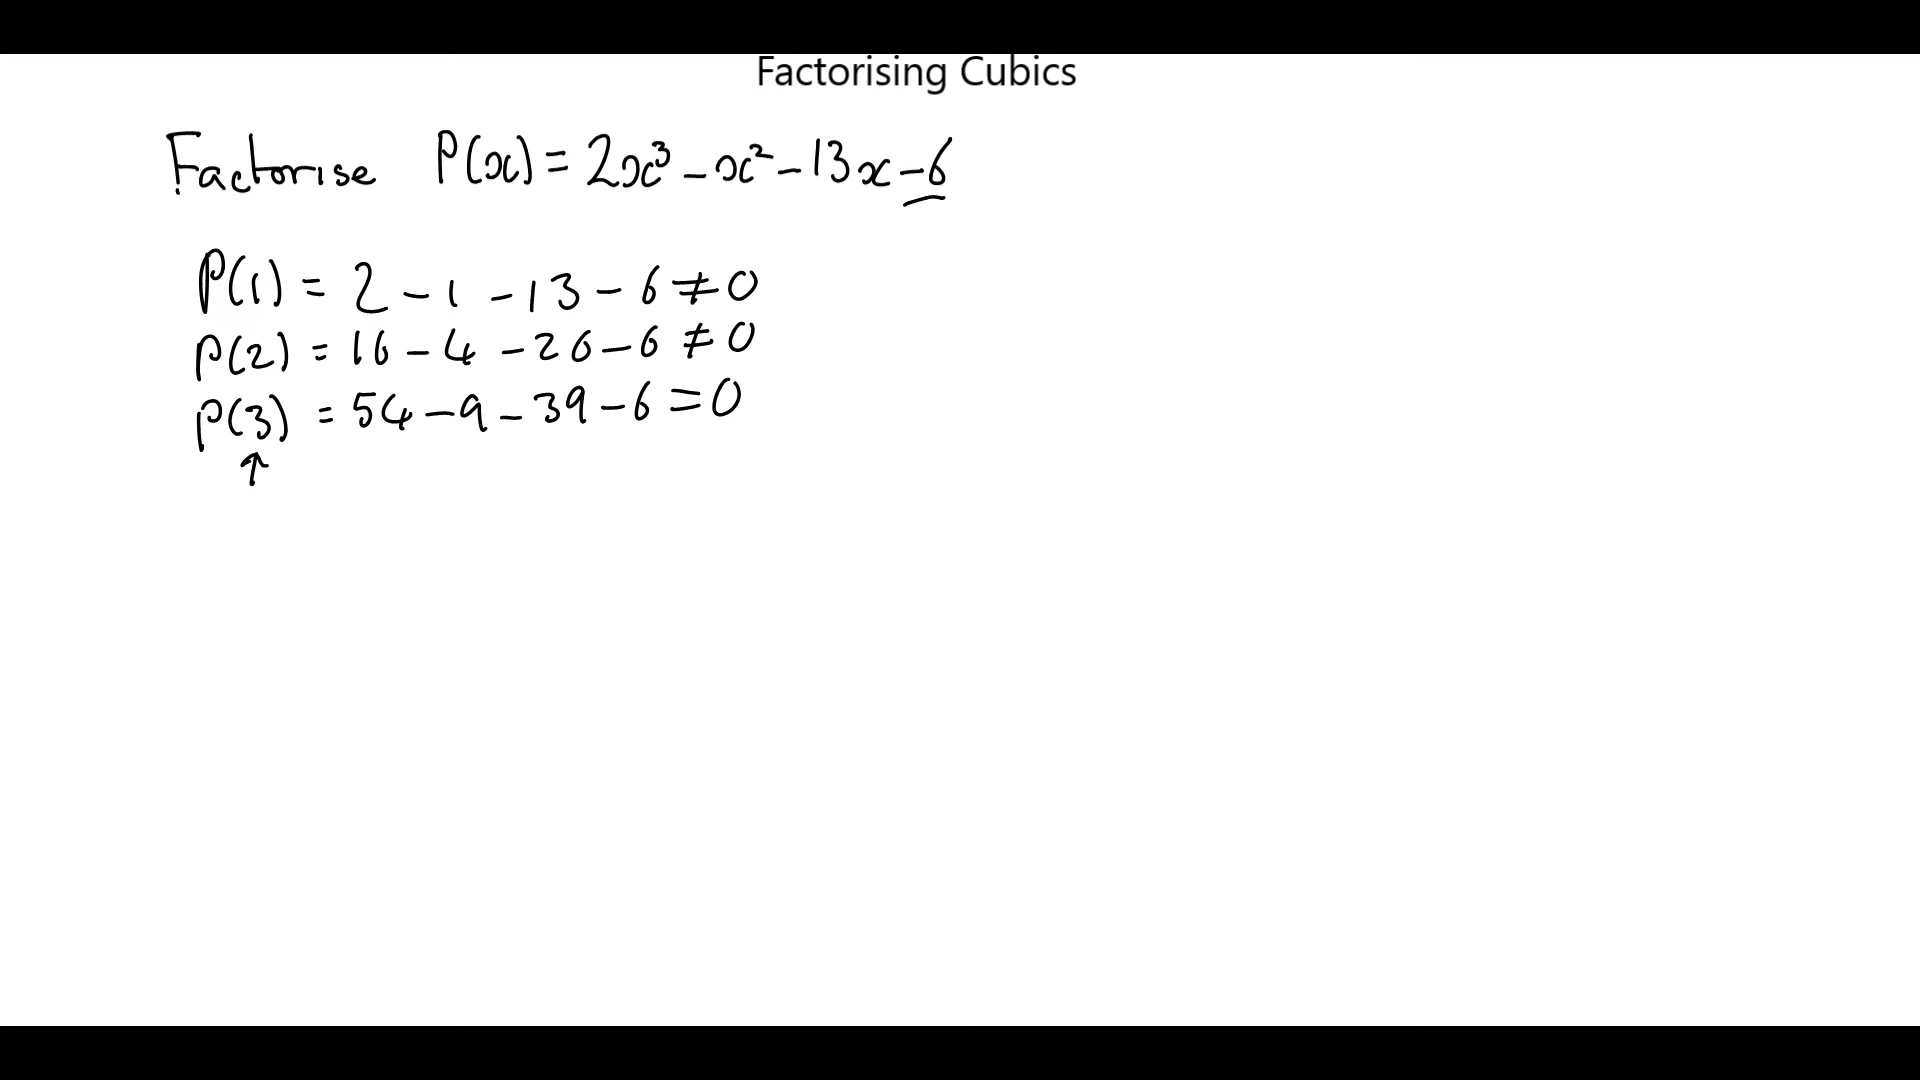 Factorising Cubics
Factorise P(x) = 2x³ - x² - 13x - 6
P(1) = 2 - 1 - 13 - 6 ≠ 0
P(2) = 16 - 4 - 26 - 6 ≠ 0
P(3) = 54 - 9 - 39 - 6 = 0
↑